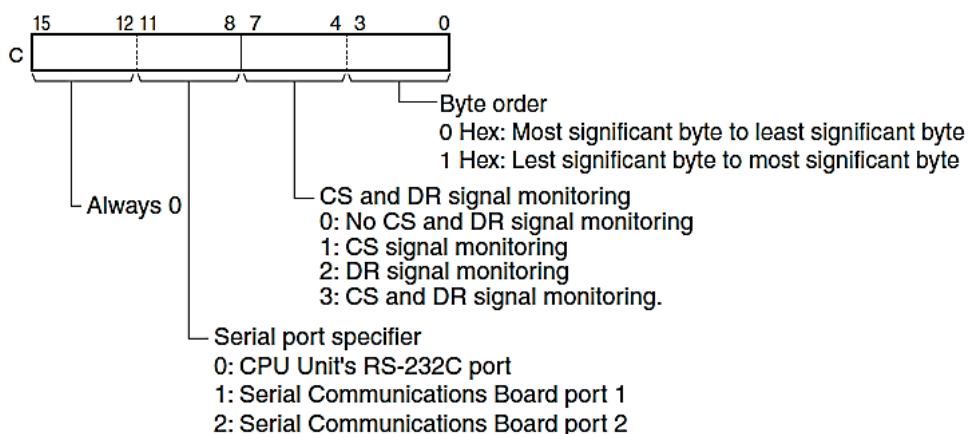 15 12 11 8 7 4 3 0
C
Byte order
0 Hex: Most significant byte to least significant byte
1 Hex: Lest significant byte to most significant byte
Always 0
CS and DR signal monitoring
0: No CS and DR signal monitoring
1: CS signal monitoring
2: DR signal monitoring
3: CS and DR signal monitoring.
Serial port specifier
0: CPU Unit's RS-232C port
1: Serial Communications Board port 1
2: Serial Communications Board port 2